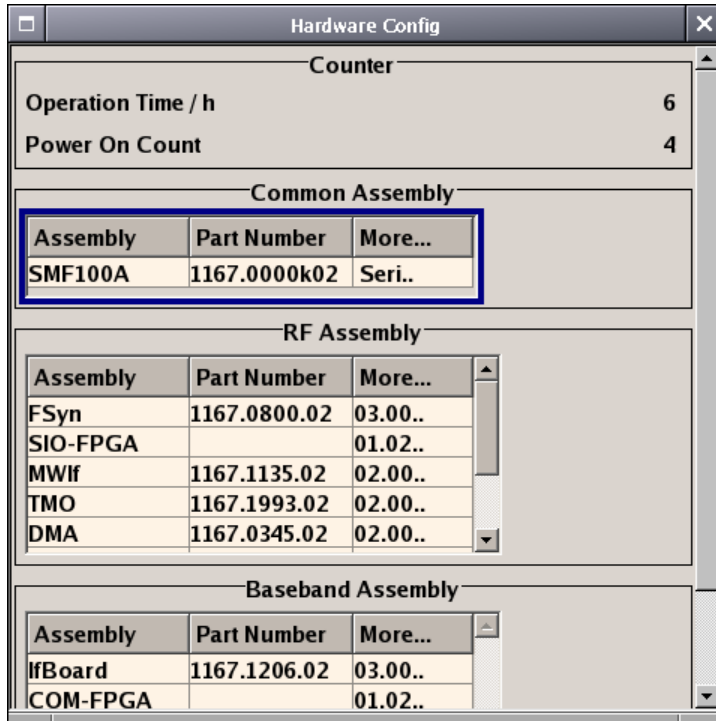 Hardware Config
Counter
Operation Time / h 6
Power On Count 4
Common Assembly
Assembly Part Number More...
SMF100A 1167.0000k02 Seri..
RF Assembly
Assembly Part Number More...
FSyn 1167.0800.02 03.00..
SIO-FPGA 01.02..
MWIf 1167.1135.02 02.00..
TMO 1167.1993.02 02.00..
DMA 1167.0345.02 02.00..
Baseband Assembly
Assembly Part Number More...
IfBoard 1167.1206.02 03.00..
COM-FPGA 01.02..